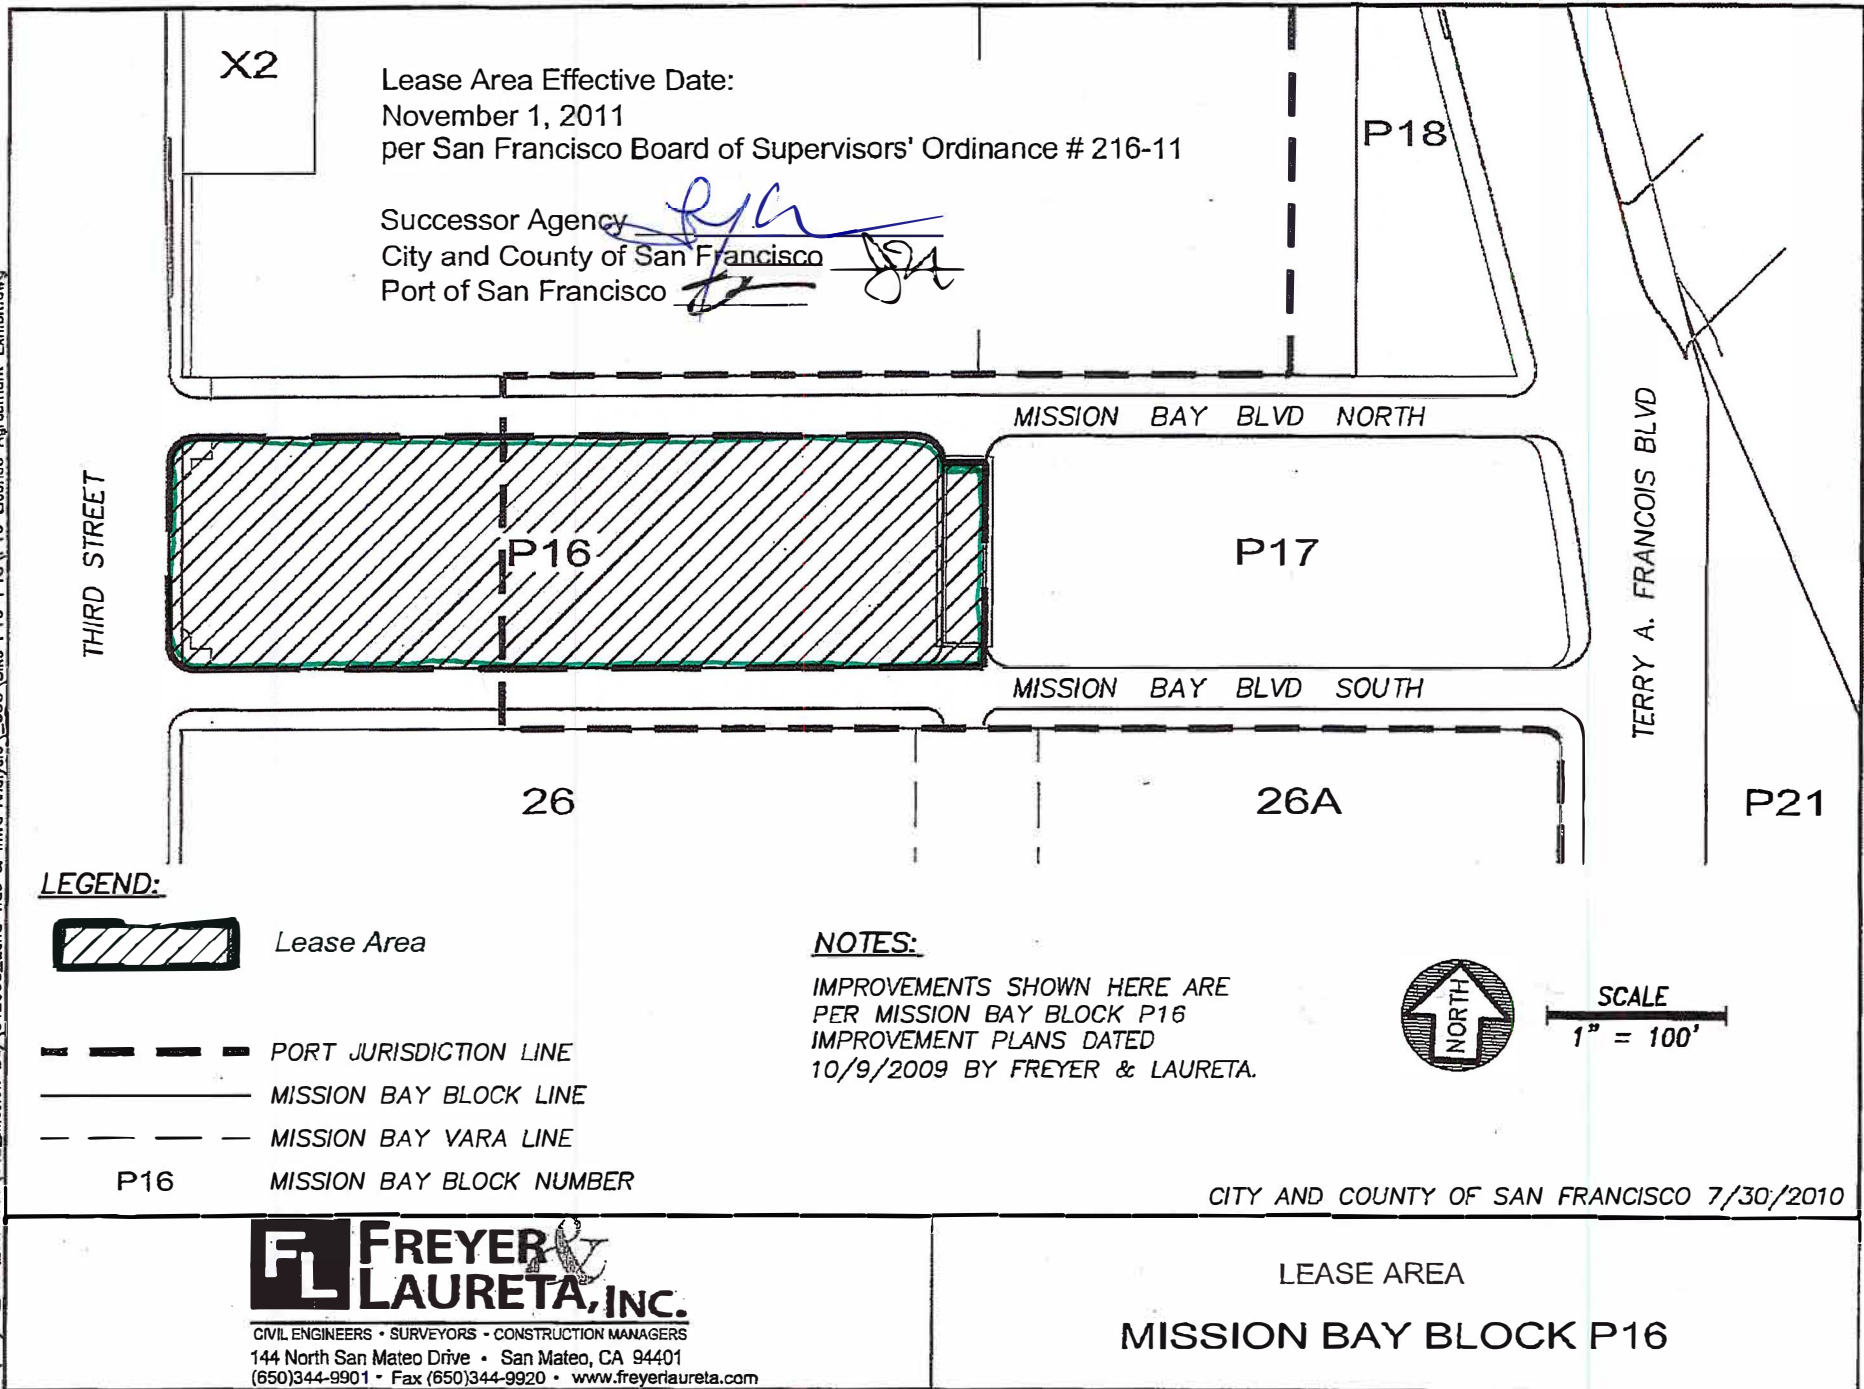 X2
Lease Area Effective Date:
November 1, 2011
per San Francisco Board of Supervisors' Ordinance # 216-11
Successor Agency
City and County of San Francisco
Port of San Francisco
P18
MISSION BAY BLVD NORTH
THIRD STREET
P16
P17
TERRY A. FRANCOIS BLVD
MISSION BAY BLVD SOUTH
26
26A
P21
LEGEND:
Lease Area
PORT JURISDICTION LINE
MISSION BAY BLOCK LINE
MISSION BAY VARA LINE
P16 MISSION BAY BLOCK NUMBER
NOTES:
IMPROVEMENTS SHOWN HERE ARE
PER MISSION BAY BLOCK P16
IMPROVEMENT PLANS DATED
10/9/2009 BY FREYER & LAURETA.
NORTH
SCALE
1" = 100'
CITY AND COUNTY OF SAN FRANCISCO 7/30/2010
FL FREYER &
LAURETA, INC.
CIVIL ENGINEERS • SURVEYORS • CONSTRUCTION MANAGERS
144 North San Mateo Drive • San Mateo, CA 94401
(650)344-9901 • Fax (650)344-9920 • www.freyerlaureta.com
LEASE AREA
MISSION BAY BLOCK P16